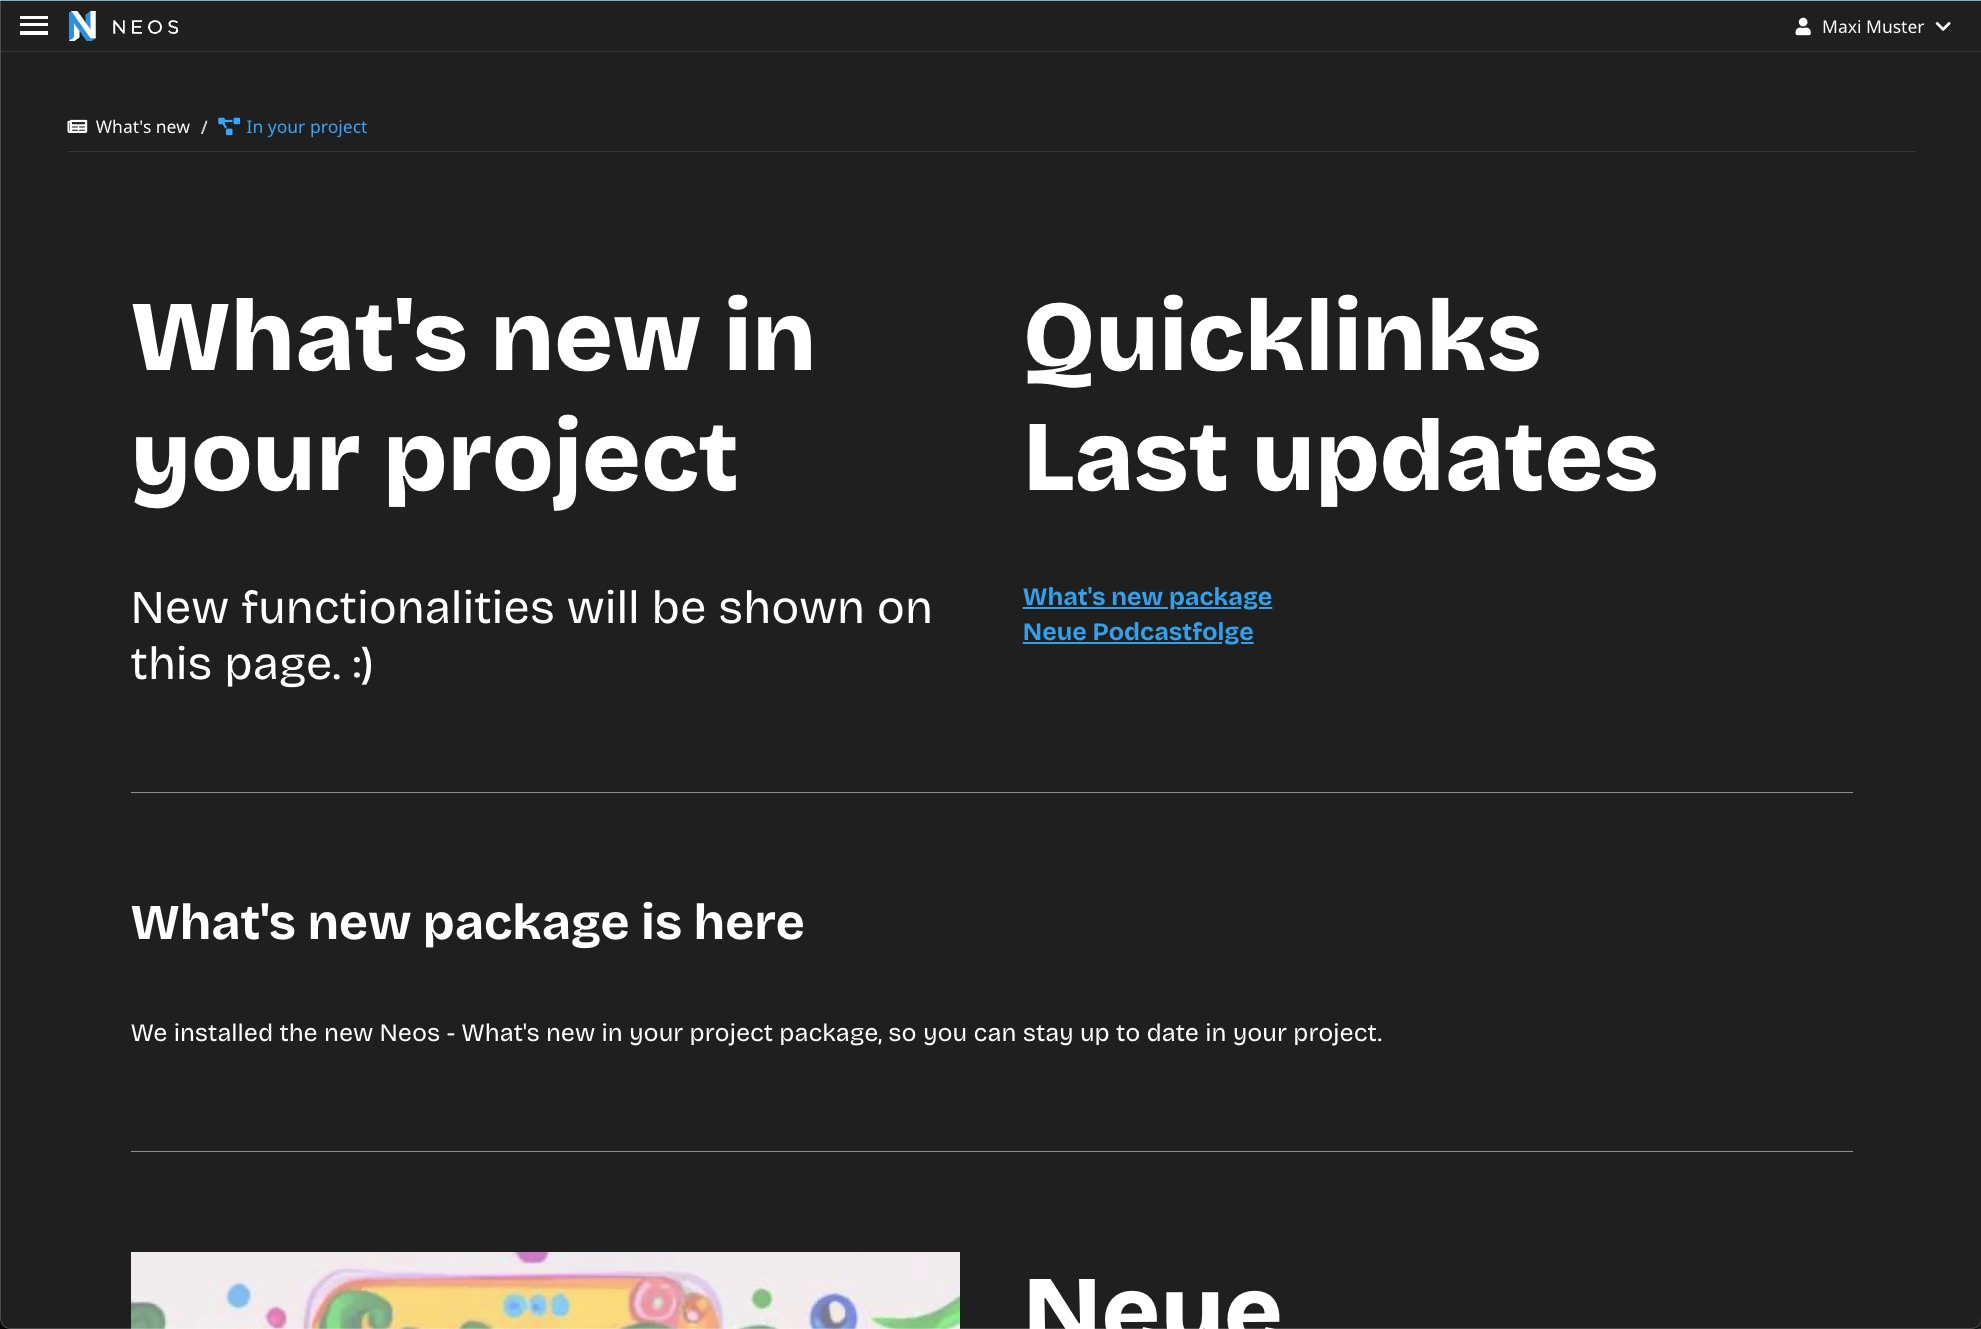 NEOS
Maxi Muster
What's new / In your project
What's new in
your project
New functionalities will be shown on
this page. :)
Quicklinks
Last updates
What's new package
Neue Podcastfolge
What's new package is here
We installed the new Neos - What's new in your project package, so you can stay up to date in your project.
Neue